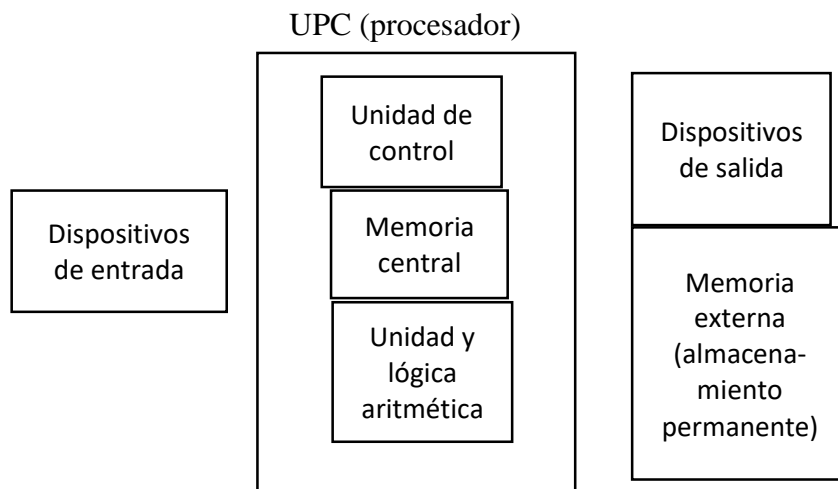 UPC (procesador)
Unidad de
control
Dispositivos
de salida
Dispositivos
de entrada
Memoria
central
Memoria
externa
(almacena-
miento
permanente)
Unidad y
lógica
aritmética